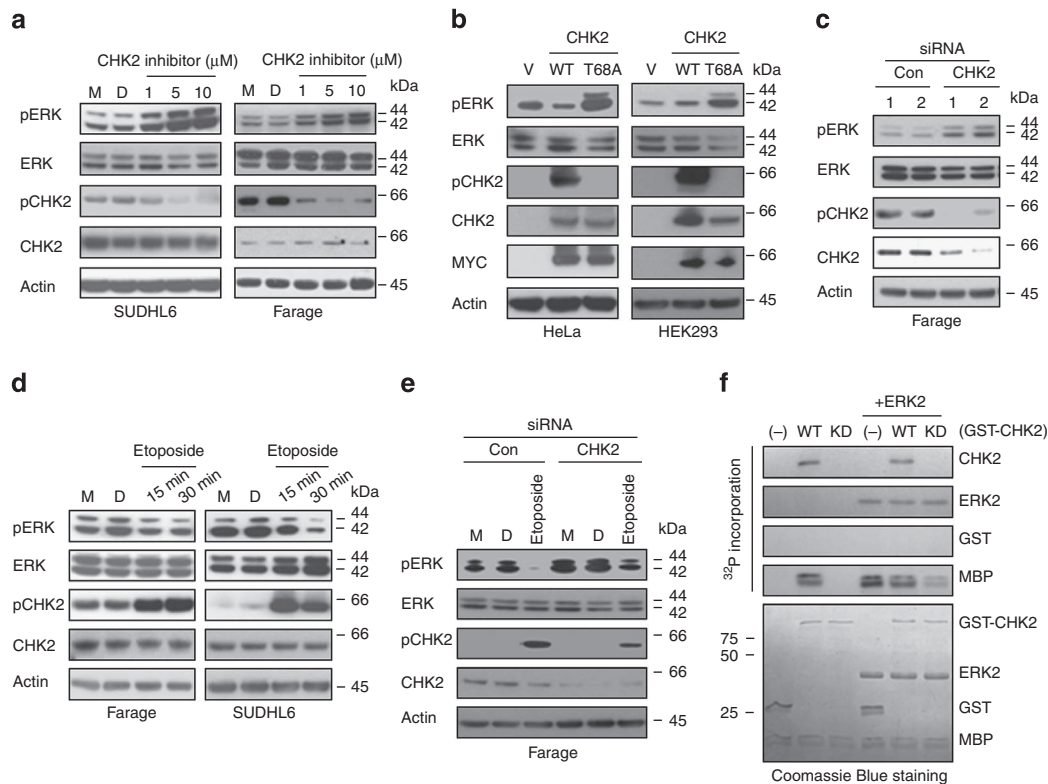 a
CHK2 inhibitor (μM) CHK2 inhibitor (μM)
M D 1 5 10 M D 1 5 10 kDa
pERK 44
42
ERK 44
42
pCHK2 66
CHK2 66
Actin 45
SUDHL6 Farage
b
CHK2 CHK2
V WT T68A V WT T68A kDa
pERK 44
42
ERK 44
42
pCHK2 66
CHK2 66
MYC
Actin 45
HeLa HEK293
c
siRNA
Con CHK2
1 2 1 2 kDa
pERK 44
42
ERK 44
42
pCHK2 66
CHK2 66
Actin 45
Farage
d
Etoposide Etoposide
M D 15 min 30 min M D 15 min 30 min kDa
pERK 44
42
ERK 44
42
pCHK2 66
CHK2 66
Actin 45
Farage SUDHL6
e
siRNA
Con CHK2
M D Etoposide M D Etoposide kDa
pERK 44
42
ERK 44
42
pCHK2 66
CHK2 66
Actin 45
Farage
f
+ERK2
(–) WT KD (–) WT KD (GST-CHK2)
32P incorporation
CHK2
ERK2
GST
MBP
GST-CHK2
75
50
ERK2
25 GST
MBP
Coomassie Blue staining